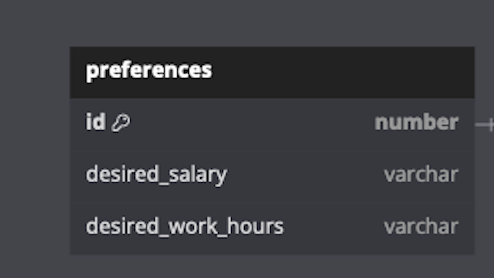 preferences
id number
desired_salary varchar
desired_work_hours varchar